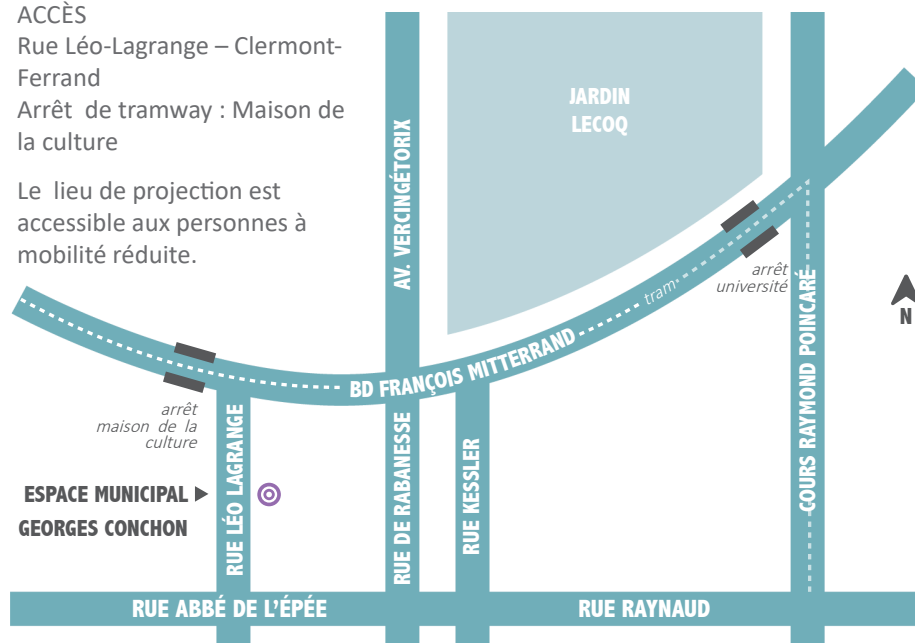 ACCÈS
Rue Léo-Lagrange – Clermont-
Ferrand
Arrêt de tramway : Maison de
la culture
Le lieu de projection est
accessible aux personnes à
mobilité réduite.
JARDIN
LECOQ
AV. VERCINGÉTORIX
arrêt
université
tram
COURS RAYMOND POINCARÉ
N
BD FRANÇOIS MITTERRAND
arrêt
maison de la
culture
ESPACE MUNICIPAL
GEORGES CONCHON
RUE LÉO LAGRANGE
RUE DE RABANESSE
RUE KESSLER
RUE ABBÉ DE L'ÉPÉE
RUE RAYNAUD